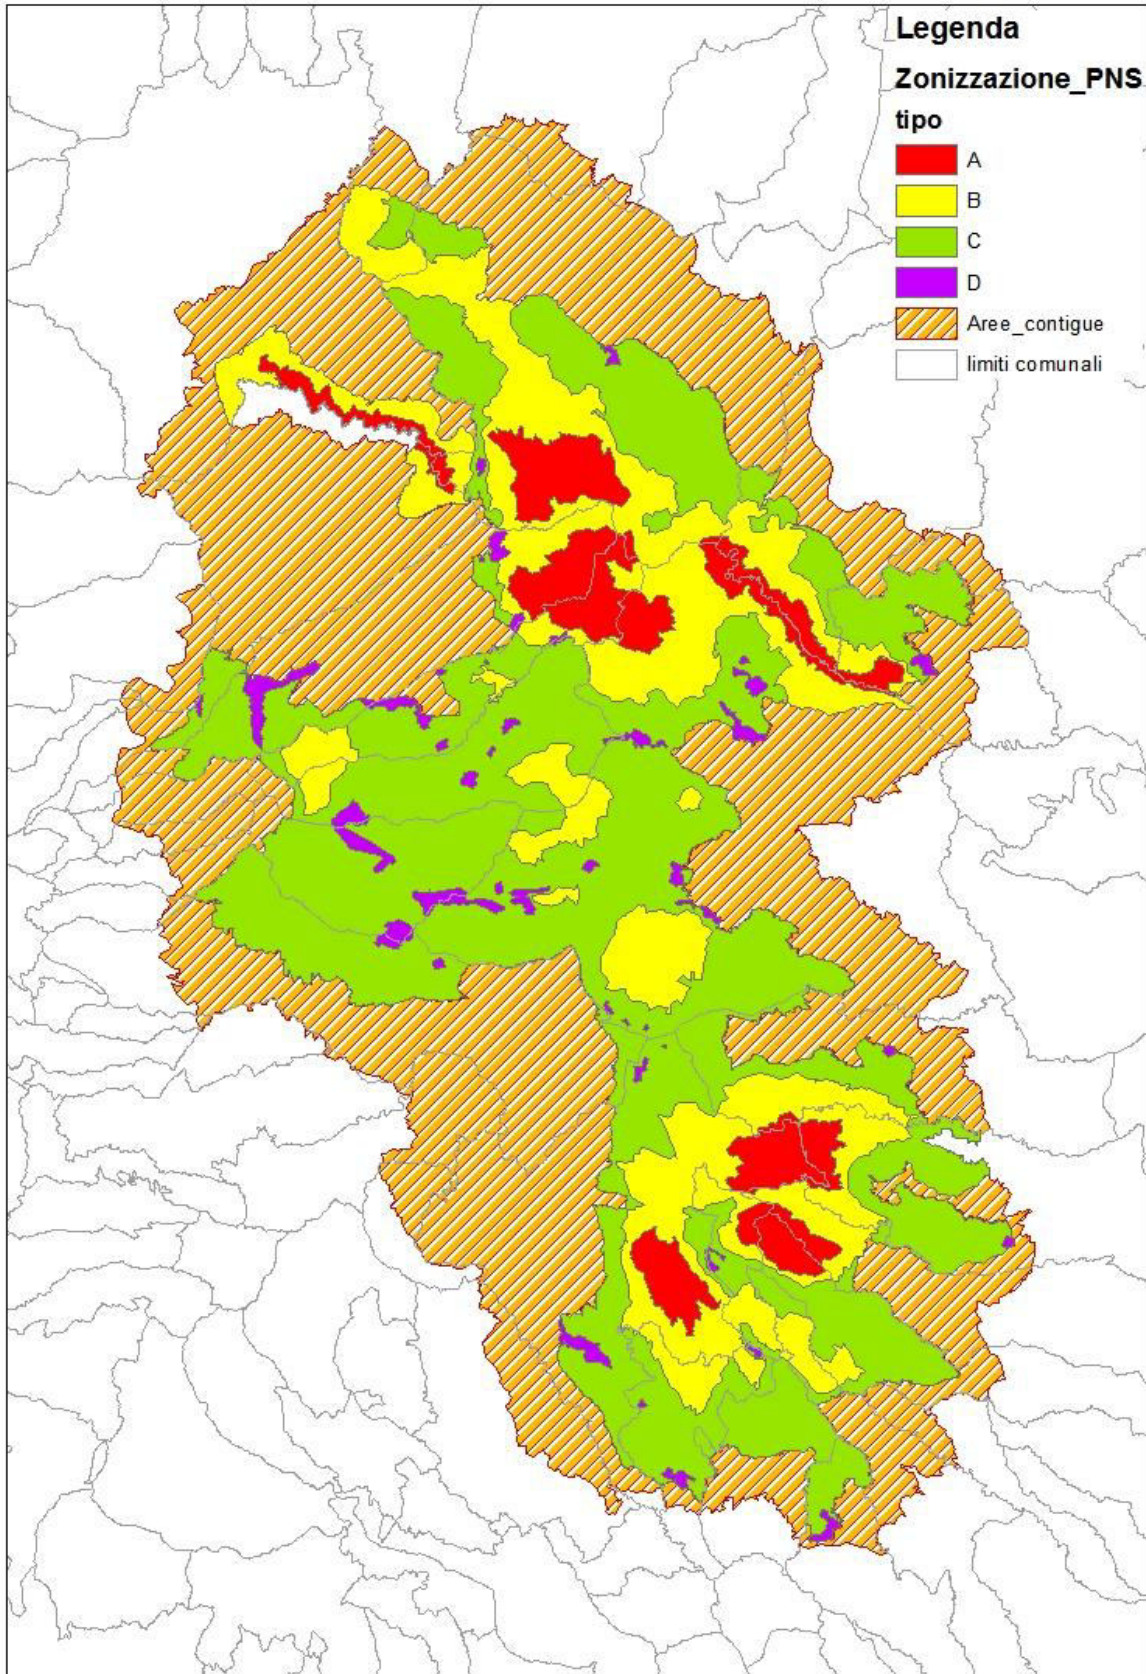 Legenda
Zonizzazione_PNS
tipo
A
B
C
D
Aree_contigue
limiti comunali